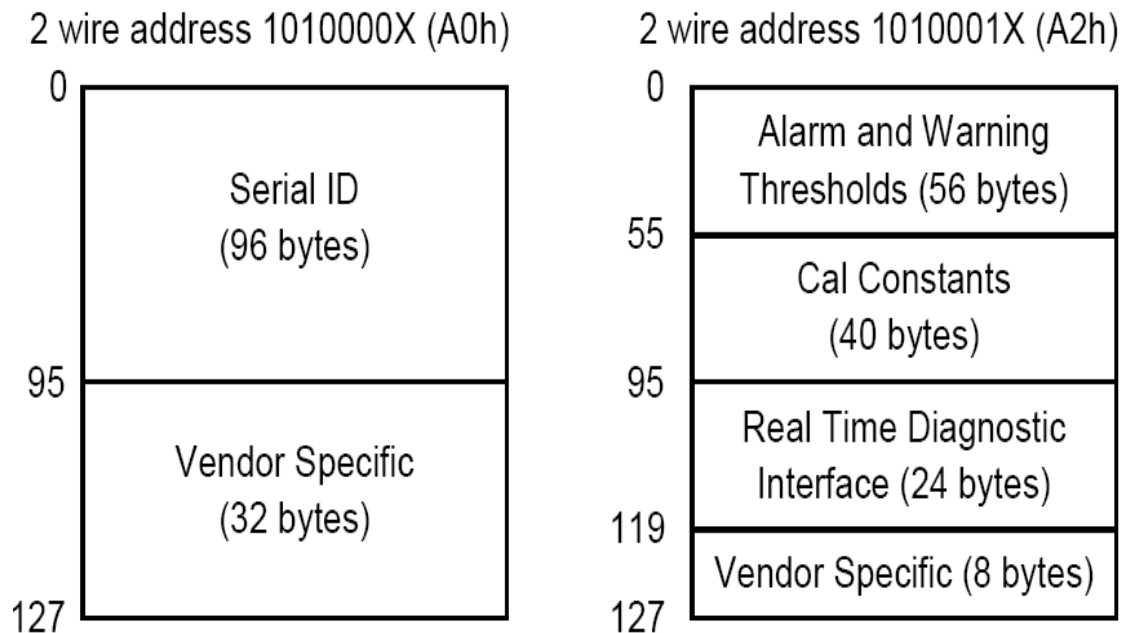 2 wire address 1010000X (A0h)
0
Serial ID
(96 bytes)
95
Vendor Specific
(32 bytes)
127
2 wire address 1010001X (A2h)
0
Alarm and Warning
Thresholds (56 bytes)
55
Cal Constants
(40 bytes)
95
Real Time Diagnostic
Interface (24 bytes)
119
Vendor Specific (8 bytes)
127